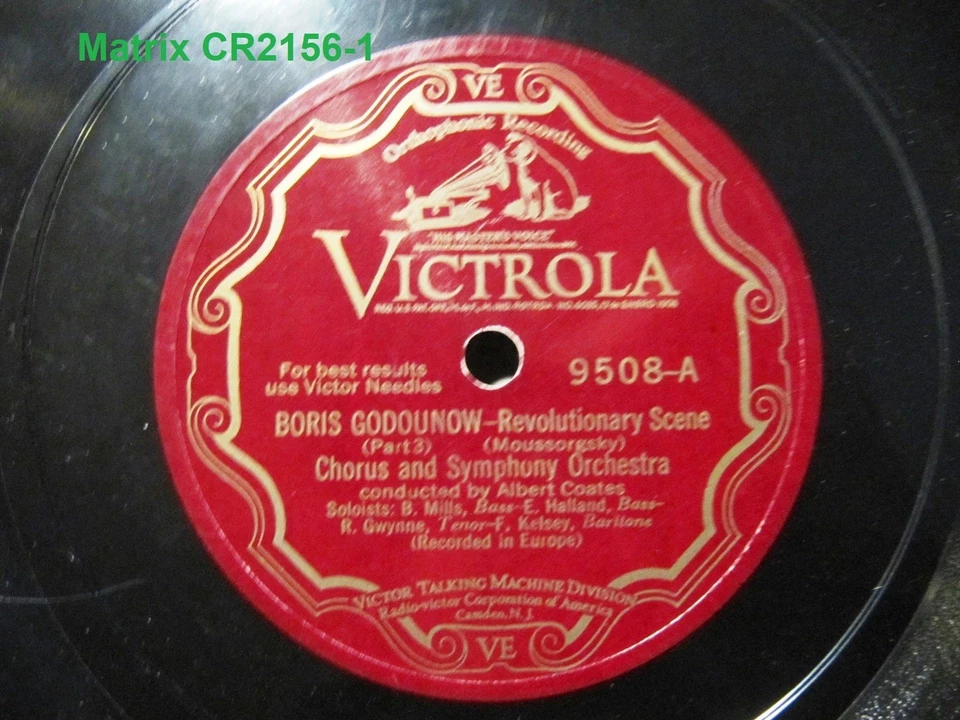 Matrix CR2156-1
VE
Orthophonic Recording
"HIS MASTER'S VOICE"
VICTROLA
For best results
use Victor Needles
9508-A
BORIS GODOUNOW-Revolutionary Scene
(Part 3) (Moussorgsky)
Chorus and Symphony Orchestra
conducted by Albert Coates
Soloists: B. Mills, Bass-E. Halland, Bass-
R. Gwynne, Tenor-F. Kelsey, Baritone
(Recorded in Europe)
VICTOR TALKING MACHINE DIVISION
Radio-victor Corporation of America
Camden, N. J.
VE